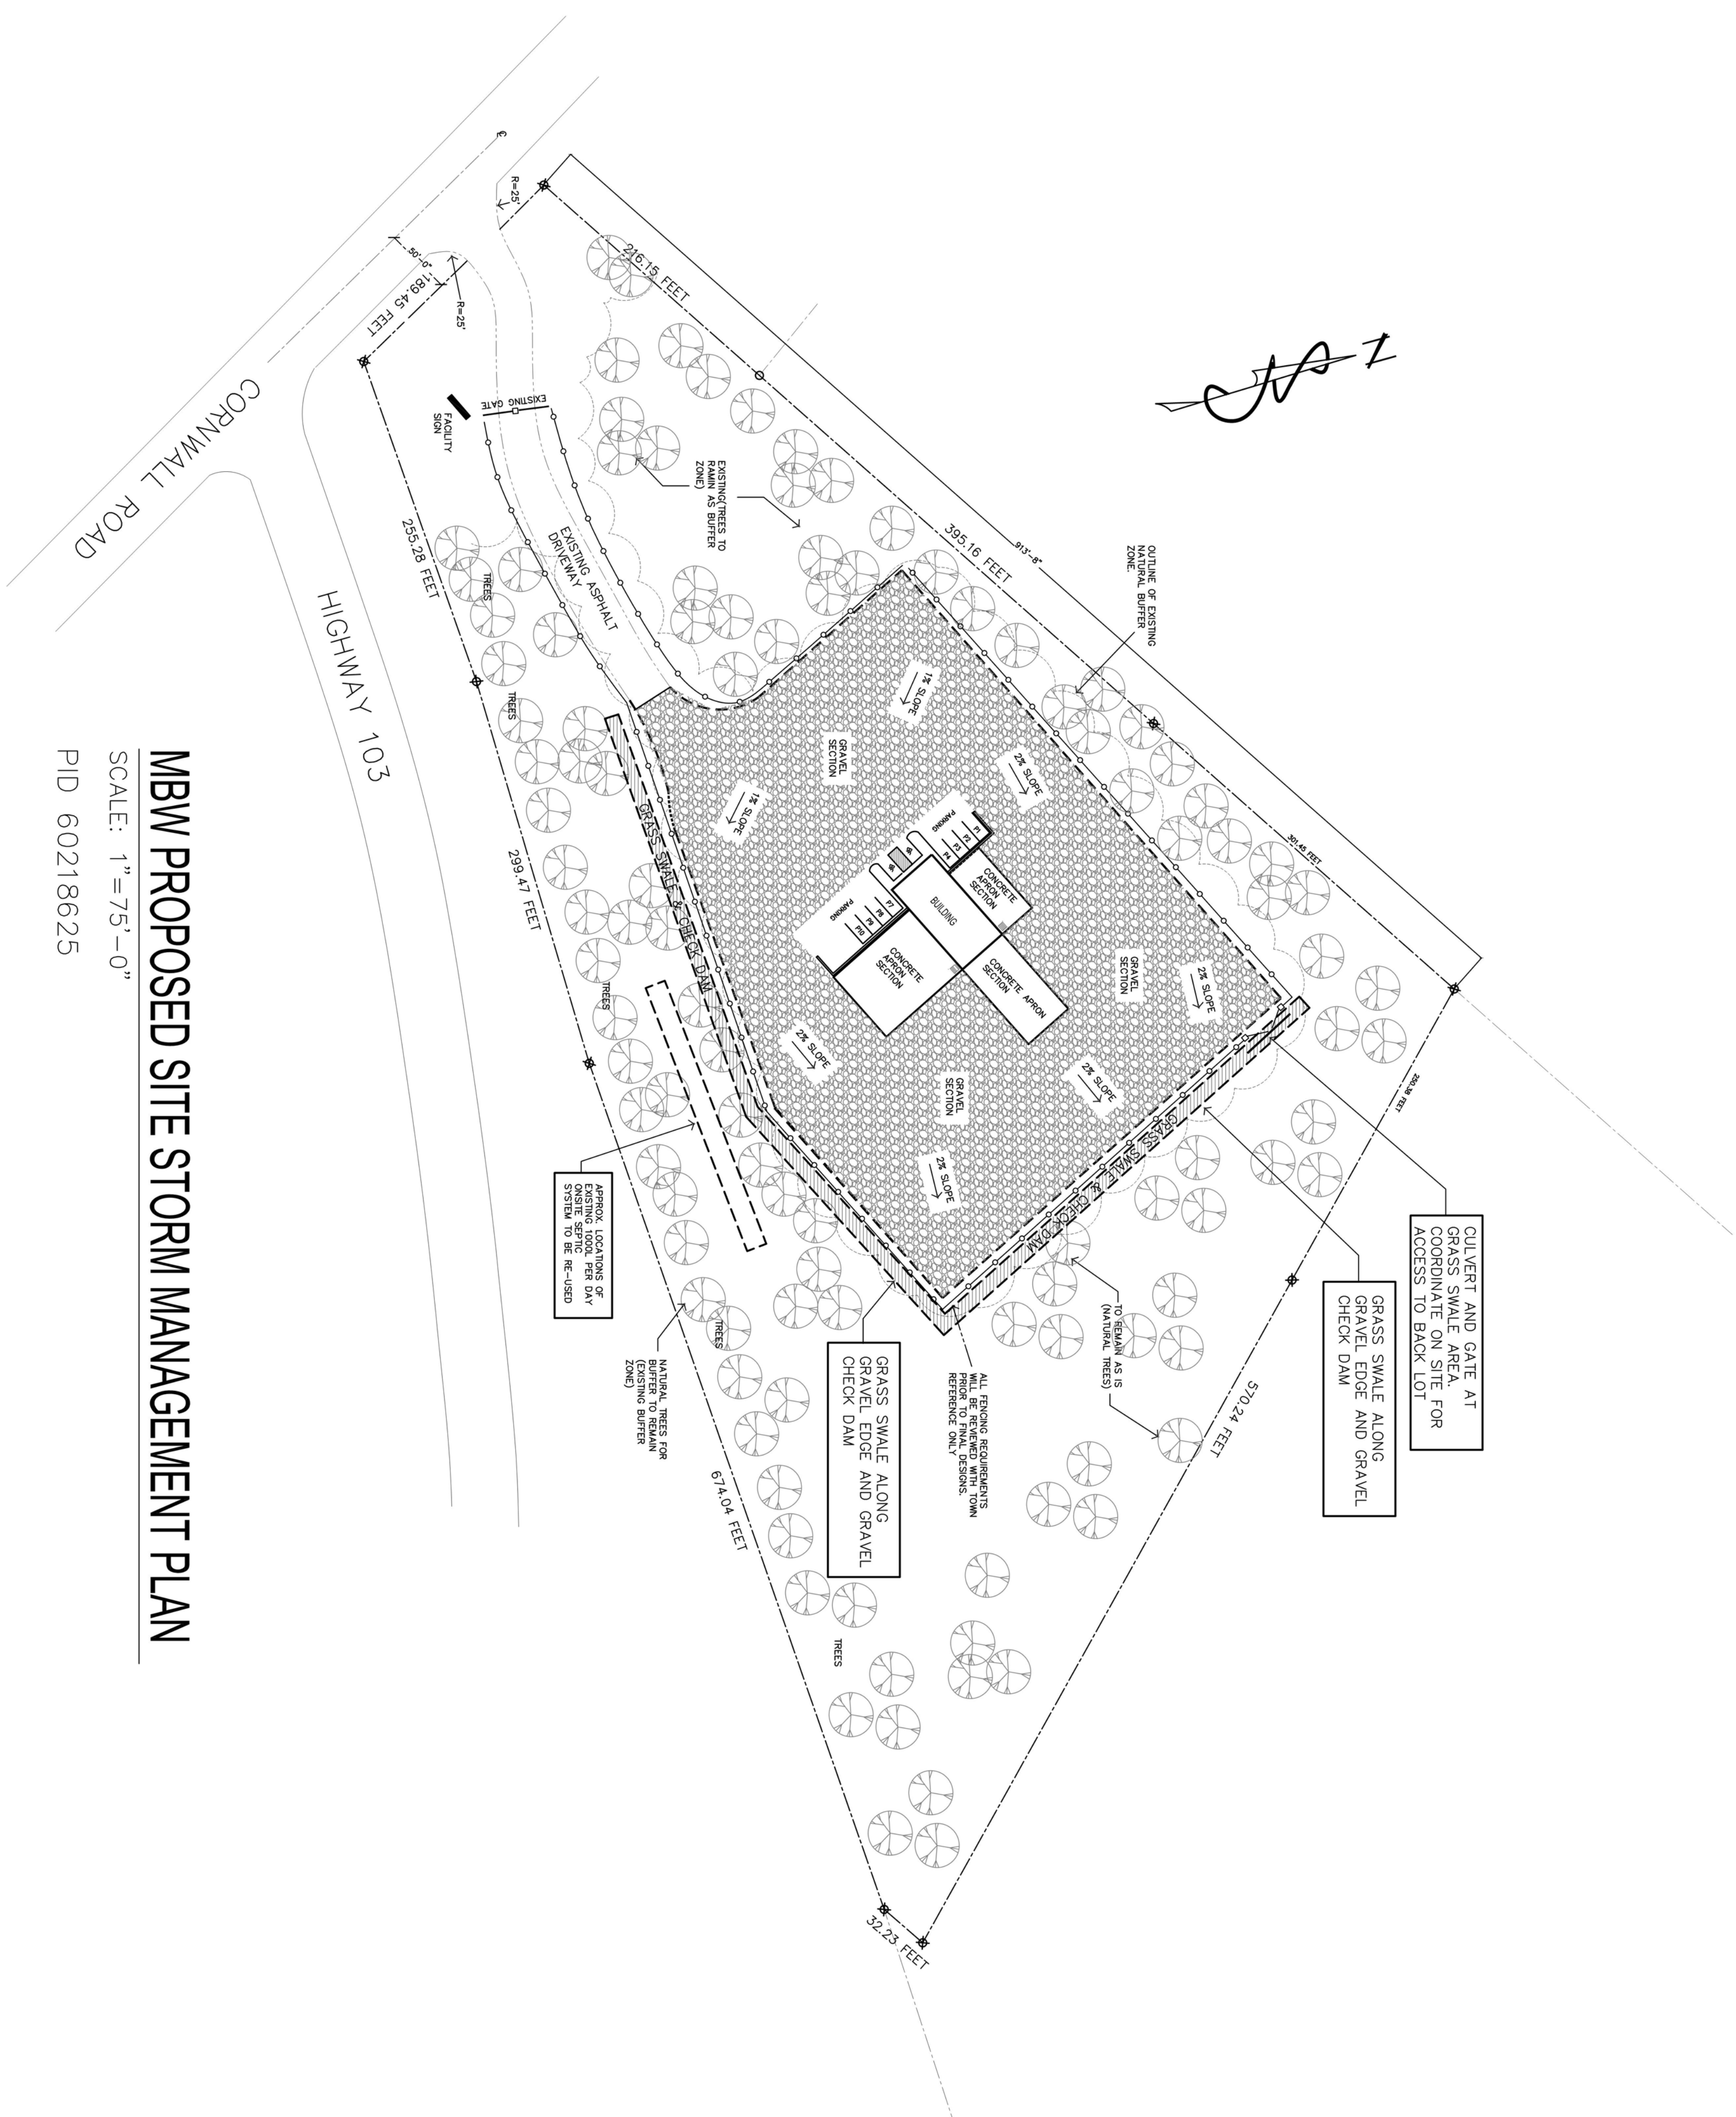 MBW PROPOSED SITE STORM MANAGEMENT PLAN
SCALE: 1"=75'-0"
PID 60218625
CORNWALL ROAD
HIGHWAY 103
R=25'
R=25'
50'-0"
189.45 FEET
216.15 FEET
395.16 FEET
913'-8"
301.45 FEET
250.36 FEET
570.24 FEET
32.23 FEET
674.04 FEET
299.47 FEET
255.28 FEET
N
EXISTING GATE
FACILITY
SIGN
EXISTING ASPHALT
DRIVEWAY
EXISTING(TREES TO
RAMIN AS BUFFER
ZONE)
OUTLINE OF EXISTING
NATURAL BUFFER
ZONE.
TREES
TREES
TREES
TREES
TREES
1% SLOPE
1% SLOPE
2% SLOPE
2% SLOPE
2% SLOPE
2% SLOPE
2% SLOPE
GRAVEL
SECTION
GRAVEL
SECTION
GRAVEL
SECTION
PARKING
P1
P2
P3
P4
P7
P8
P9
P10
PARKING
BUILDING
CONCRETE
APRON
SECTION
CONCRETE APRON
SECTION
CONCRETE
APRON
SECTION
GRASS SWALE & CHECK DAM
GRASS SWALE & CHECK DAM
CULVERT AND GATE AT
GRASS SWALE AREA.
COORDINATE ON SITE FOR
ACCESS TO BACK LOT
GRASS SWALE ALONG
GRAVEL EDGE AND GRAVEL
CHECK DAM
TO REMAIN AS IS
(NATURAL TREES)
ALL FENCING REQUIREMENTS
WILL BE REVIEWED WITH TOWN
PRIOR TO FINAL DESIGNS.
REFERENCE ONLY
GRASS SWALE ALONG
GRAVEL EDGE AND GRAVEL
CHECK DAM
NATURAL TREES FOR
BUFFER TO REMAIN
(EXISTING BUFFER
ZONE)
APPROX. LOCATIONS OF
EXISTING 1000L PER DAY
ONSITE SEPTIC
SYSTEM TO BE RE-USED